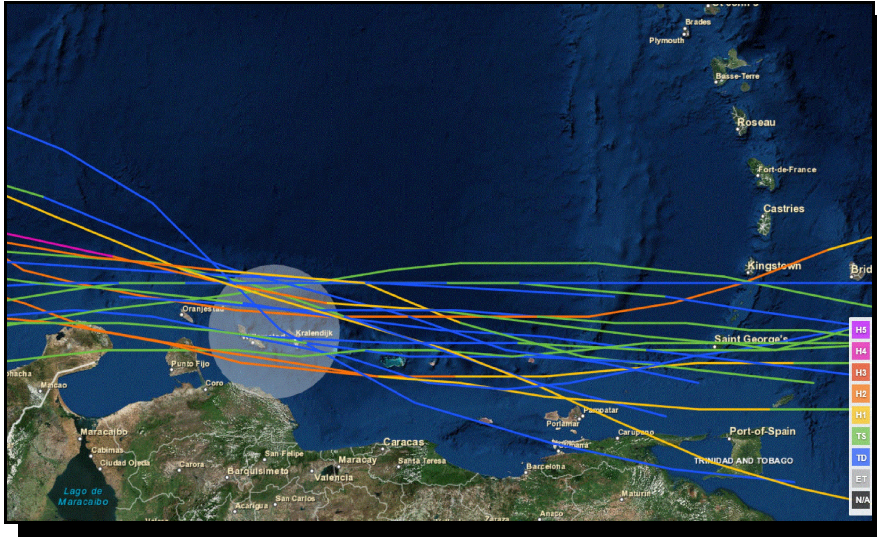 Brades
Plymouth
Basse-Terre
Roseau
Fort-de-France
Castries
Kingstown
Brid
Oranjestad
Kralendijk
Saint George's
Punto Fijo
Coro
Maicao
Maracaibo
Cabimas
Ciudad Ojeda
Lago de
Maracaibo
Carora
San Felipe
Barquisimeto
Acarigua
San Carlos
Valencia
Maracay
Caracas
Santa Teresa
Barcelona
Porlamar
Pampatar
Cumana
Carupano
Port-of-Spain
TRINIDAD AND TOBAGO
Maturin
Anaco
Zaraza
H5
H4
H3
H2
H1
TS
TD
ET
N/A